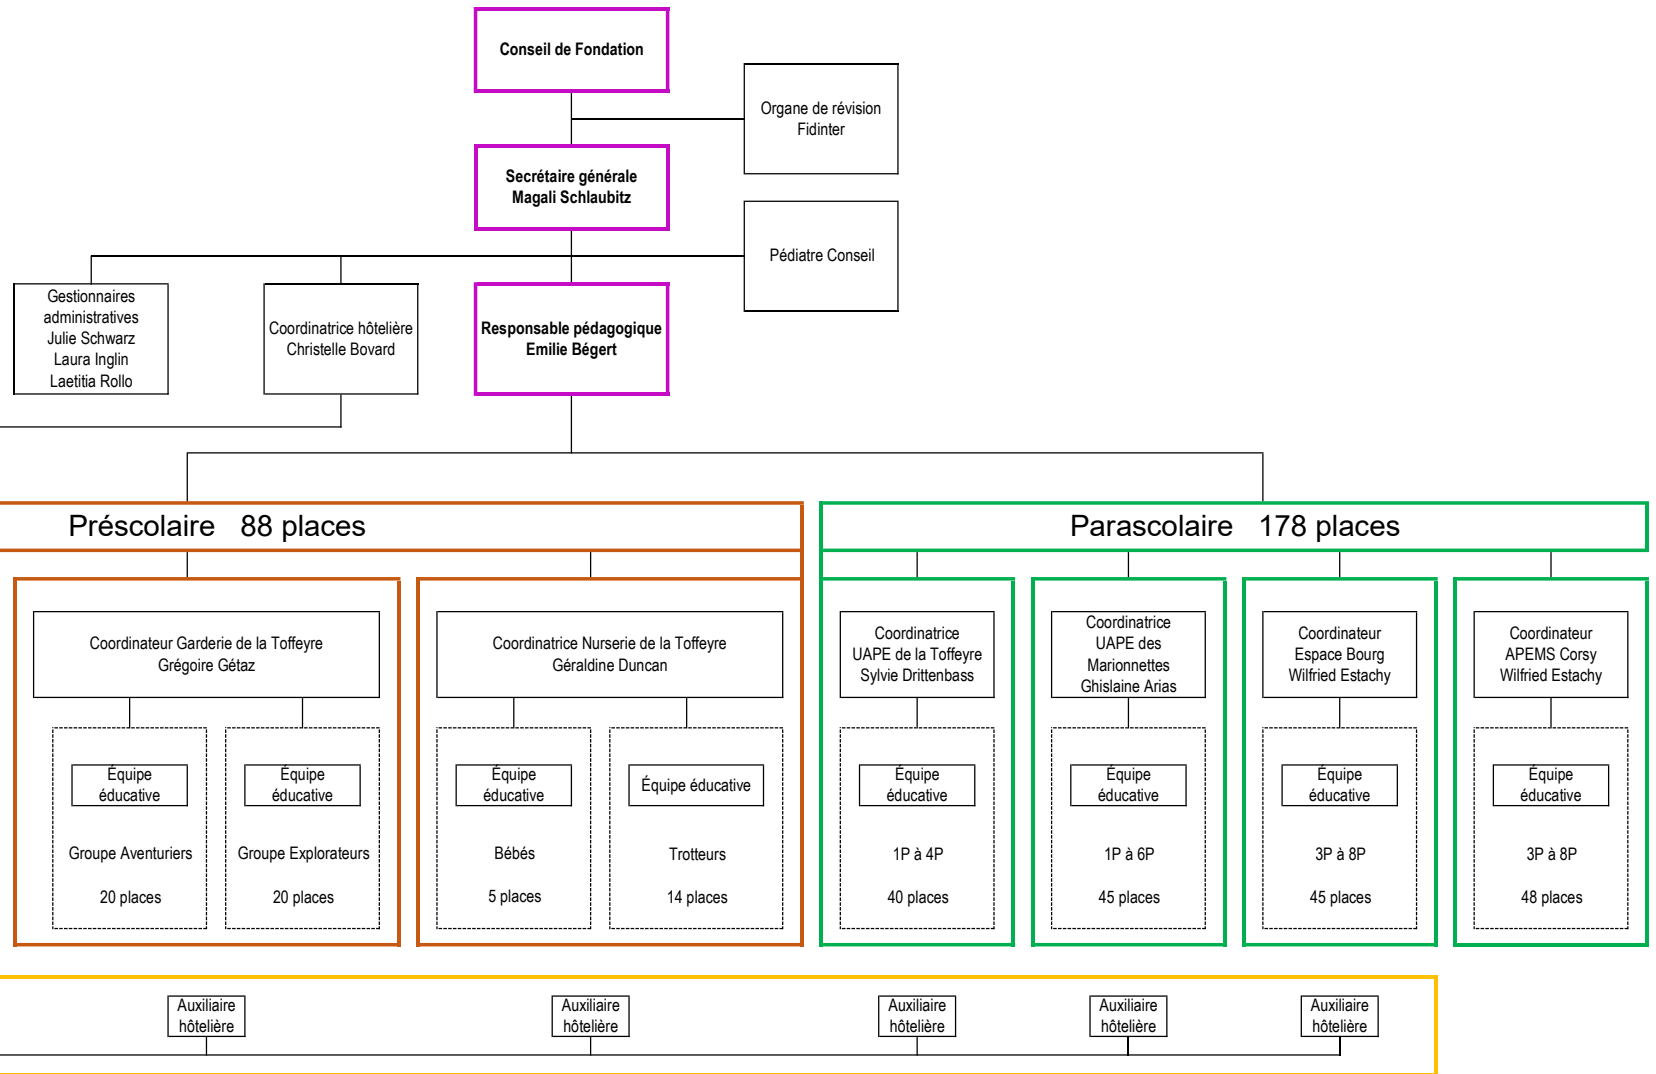 Conseil de Fondation
Organe de révision
Fidinter
Secrétaire générale
Magali Schlaubitz
Pédiatre Conseil
Gestionnaires
administratives
Julie Schwarz
Laura Inglin
Laetitia Rollo
Coordinatrice hôtelière
Christelle Bovard
Responsable pédagogique
Emilie Bégert
Préscolaire 88 places
Parascolaire 178 places
Coordinateur Garderie de la Toffeyre
Grégoire Gétaz
Coordinatrice Nurserie de la Toffeyre
Géraldine Duncan
Coordinatrice
UAPE de la Toffeyre
Sylvie Drittenbass
Coordinatrice
UAPE des
Marionnettes
Ghislaine Arias
Coordinateur
Espace Bourg
Wilfried Estachy
Coordinateur
APEMS Corsy
Wilfried Estachy
Équipe
éducative
Groupe Aventuriers
20 places
Équipe
éducative
Groupe Explorateurs
20 places
Équipe
éducative
Bébés
5 places
Équipe éducative
Trotteurs
14 places
Équipe
éducative
1P à 4P
40 places
Équipe
éducative
1P à 6P
45 places
Équipe
éducative
3P à 8P
45 places
Équipe
éducative
3P à 8P
48 places
Auxiliaire
hôtelière
Auxiliaire
hôtelière
Auxiliaire
hôtelière
Auxiliaire
hôtelière
Auxiliaire
hôtelière